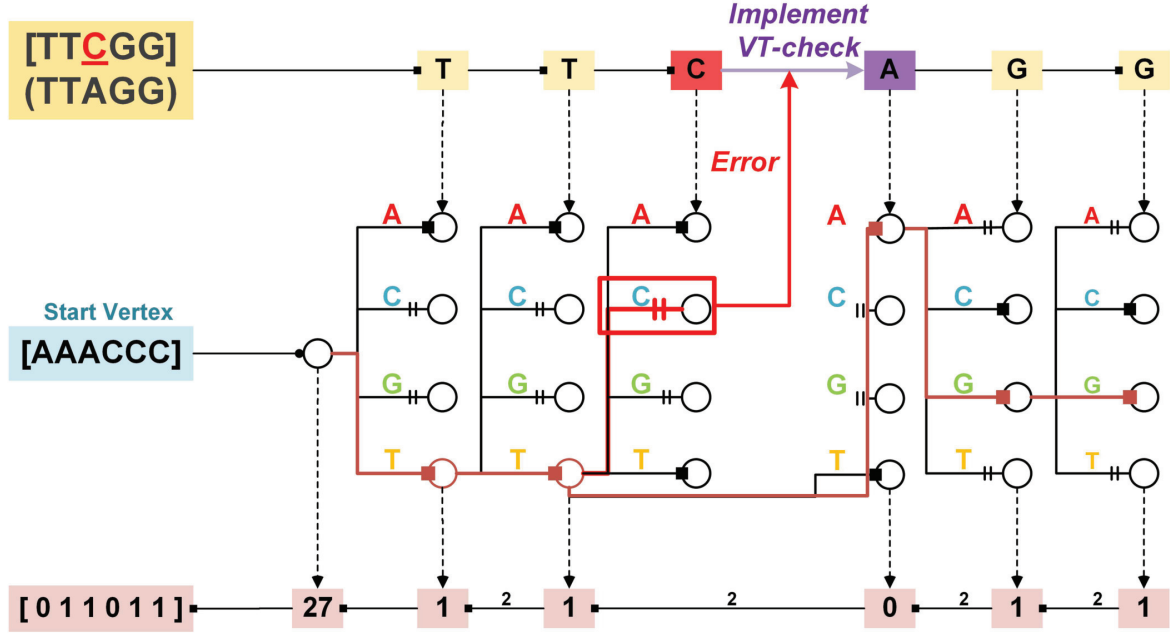 Implement
VT-check
[TTCGG]
(TTAGG)
T T C A G G
Error
A A A A A A
C C C C C C
Start Vertex
[AAACCC]
G G G G G G
T T T T T T
[ 0 1 1 0 1 1 ] 27 1 2 1 2 0 2 1 2 1